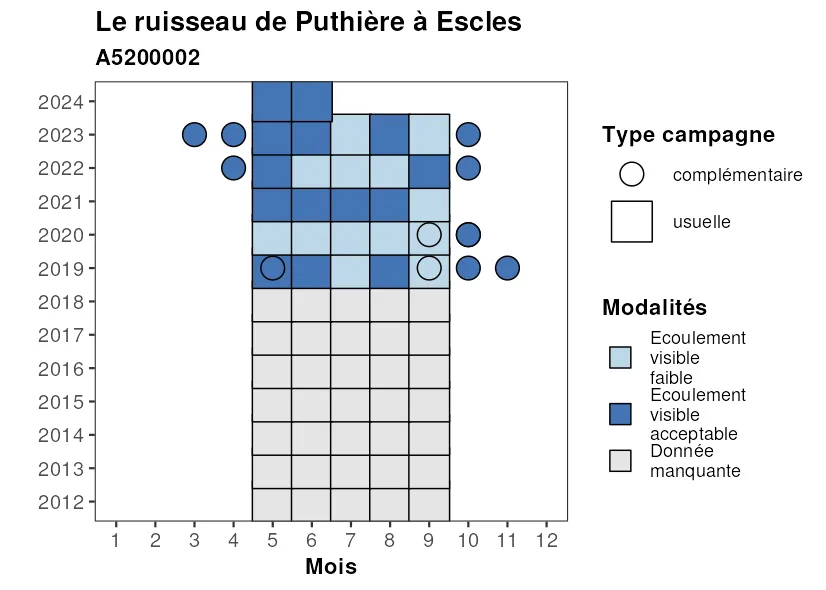 Le ruisseau de Puthière à Escles
A5200002
2024
2023
2022
2021
2020
2019
2018
2017
2016
2015
2014
2013
2012
1 2 3 4 5 6 7 8 9 10 11 12
Mois
Type campagne
complémentaire
usuelle
Modalités
Ecoulement
visible
faible
Ecoulement
visible
acceptable
Donnée
manquante